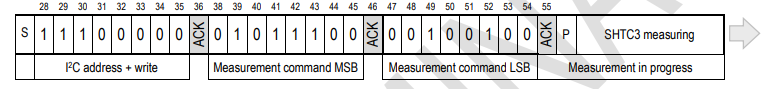 28 29 30 31 32 33 34 35 36 38 39 40 41 42 43 44 45 46 47 48 49 50 51 52 53 54 55
S 1 1 1 0 0 0 0 0 ACK 0 1 0 1 1 1 0 0 ACK 0 0 1 0 0 1 0 0 ACK P SHTC3 measuring
I²C address + write Measurement command MSB Measurement command LSB Measurement in progress